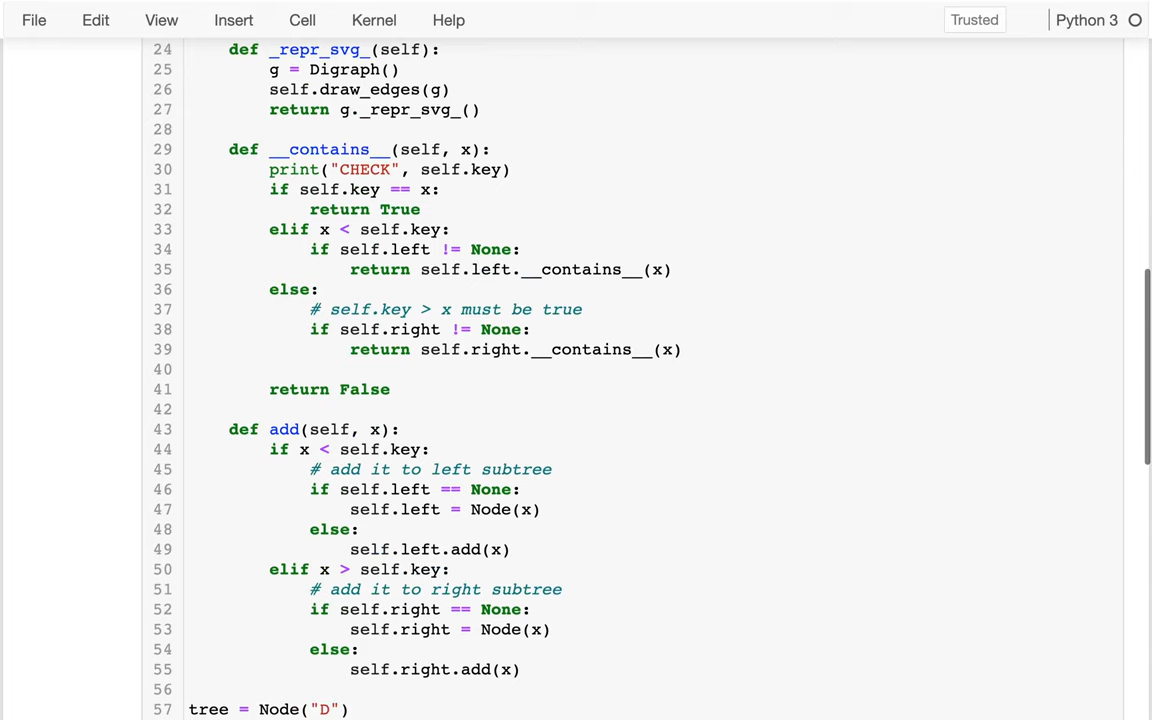 File Edit View Insert Cell Kernel Help Trusted Python 3
24 def _repr_svg_(self):
25 g = Digraph()
26 self.draw_edges(g)
27 return g._repr_svg_()
28
29 def __contains__(self, x):
30 print("CHECK", self.key)
31 if self.key == x:
32 return True
33 elif x < self.key:
34 if self.left != None:
35 return self.left.__contains__(x)
36 else:
37 # self.key > x must be true
38 if self.right != None:
39 return self.right.__contains__(x)
40
41 return False
42
43 def add(self, x):
44 if x < self.key:
45 # add it to left subtree
46 if self.left == None:
47 self.left = Node(x)
48 else:
49 self.left.add(x)
50 elif x > self.key:
51 # add it to right subtree
52 if self.right == None:
53 self.right = Node(x)
54 else:
55 self.right.add(x)
56
57 tree = Node("D")